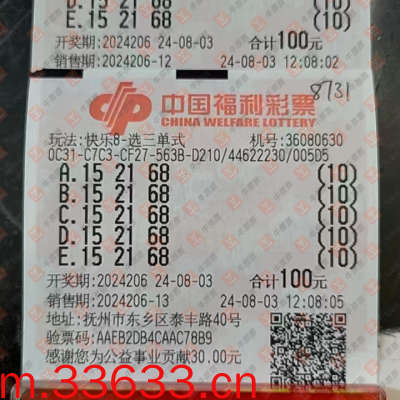 D.15 21 68 (10)
E.15 21 68 (10)
开奖期:2024206 24-08-03 合计100元
销售期:2024206-12 24-08-03 12:08:02
中国福利彩票
CHINA WELFARE LOTTERY
8731
玩法:快乐8-选三单式 机号:36080630
0C31-C7C3-CF27-563B-D210/44622230/005D5
A.15 21 68 (10)
B.15 21 68 (10)
C.15 21 68 (10)
D.15 21 68 (10)
E.15 21 68 (10)
开奖期:2024206 24-08-03 合计100元
销售期:2024206-13 24-08-03 12:08:05
地址:抚州市东乡区泰丰路40号
验票码:AAEB2DB4CAAC78B9
感谢您为公益事业贡献30.00元
m.33633.cn